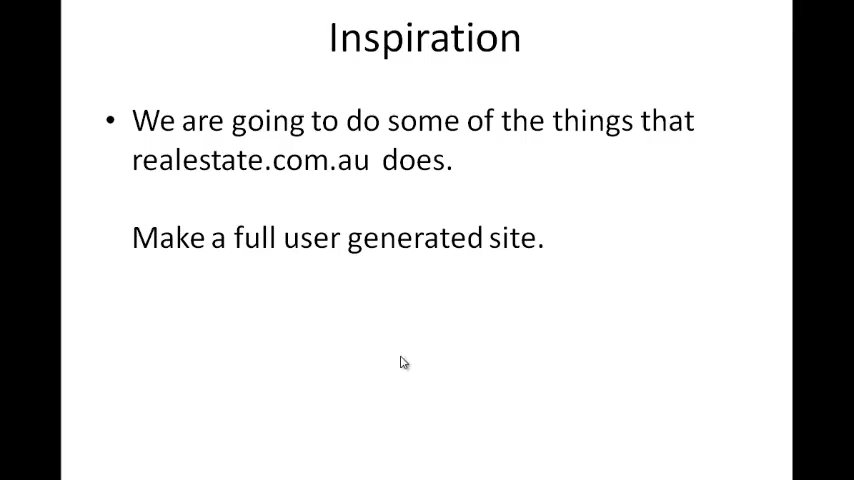 Inspiration
• We are going to do some of the things that
realestate.com.au does.
Make a full user generated site.